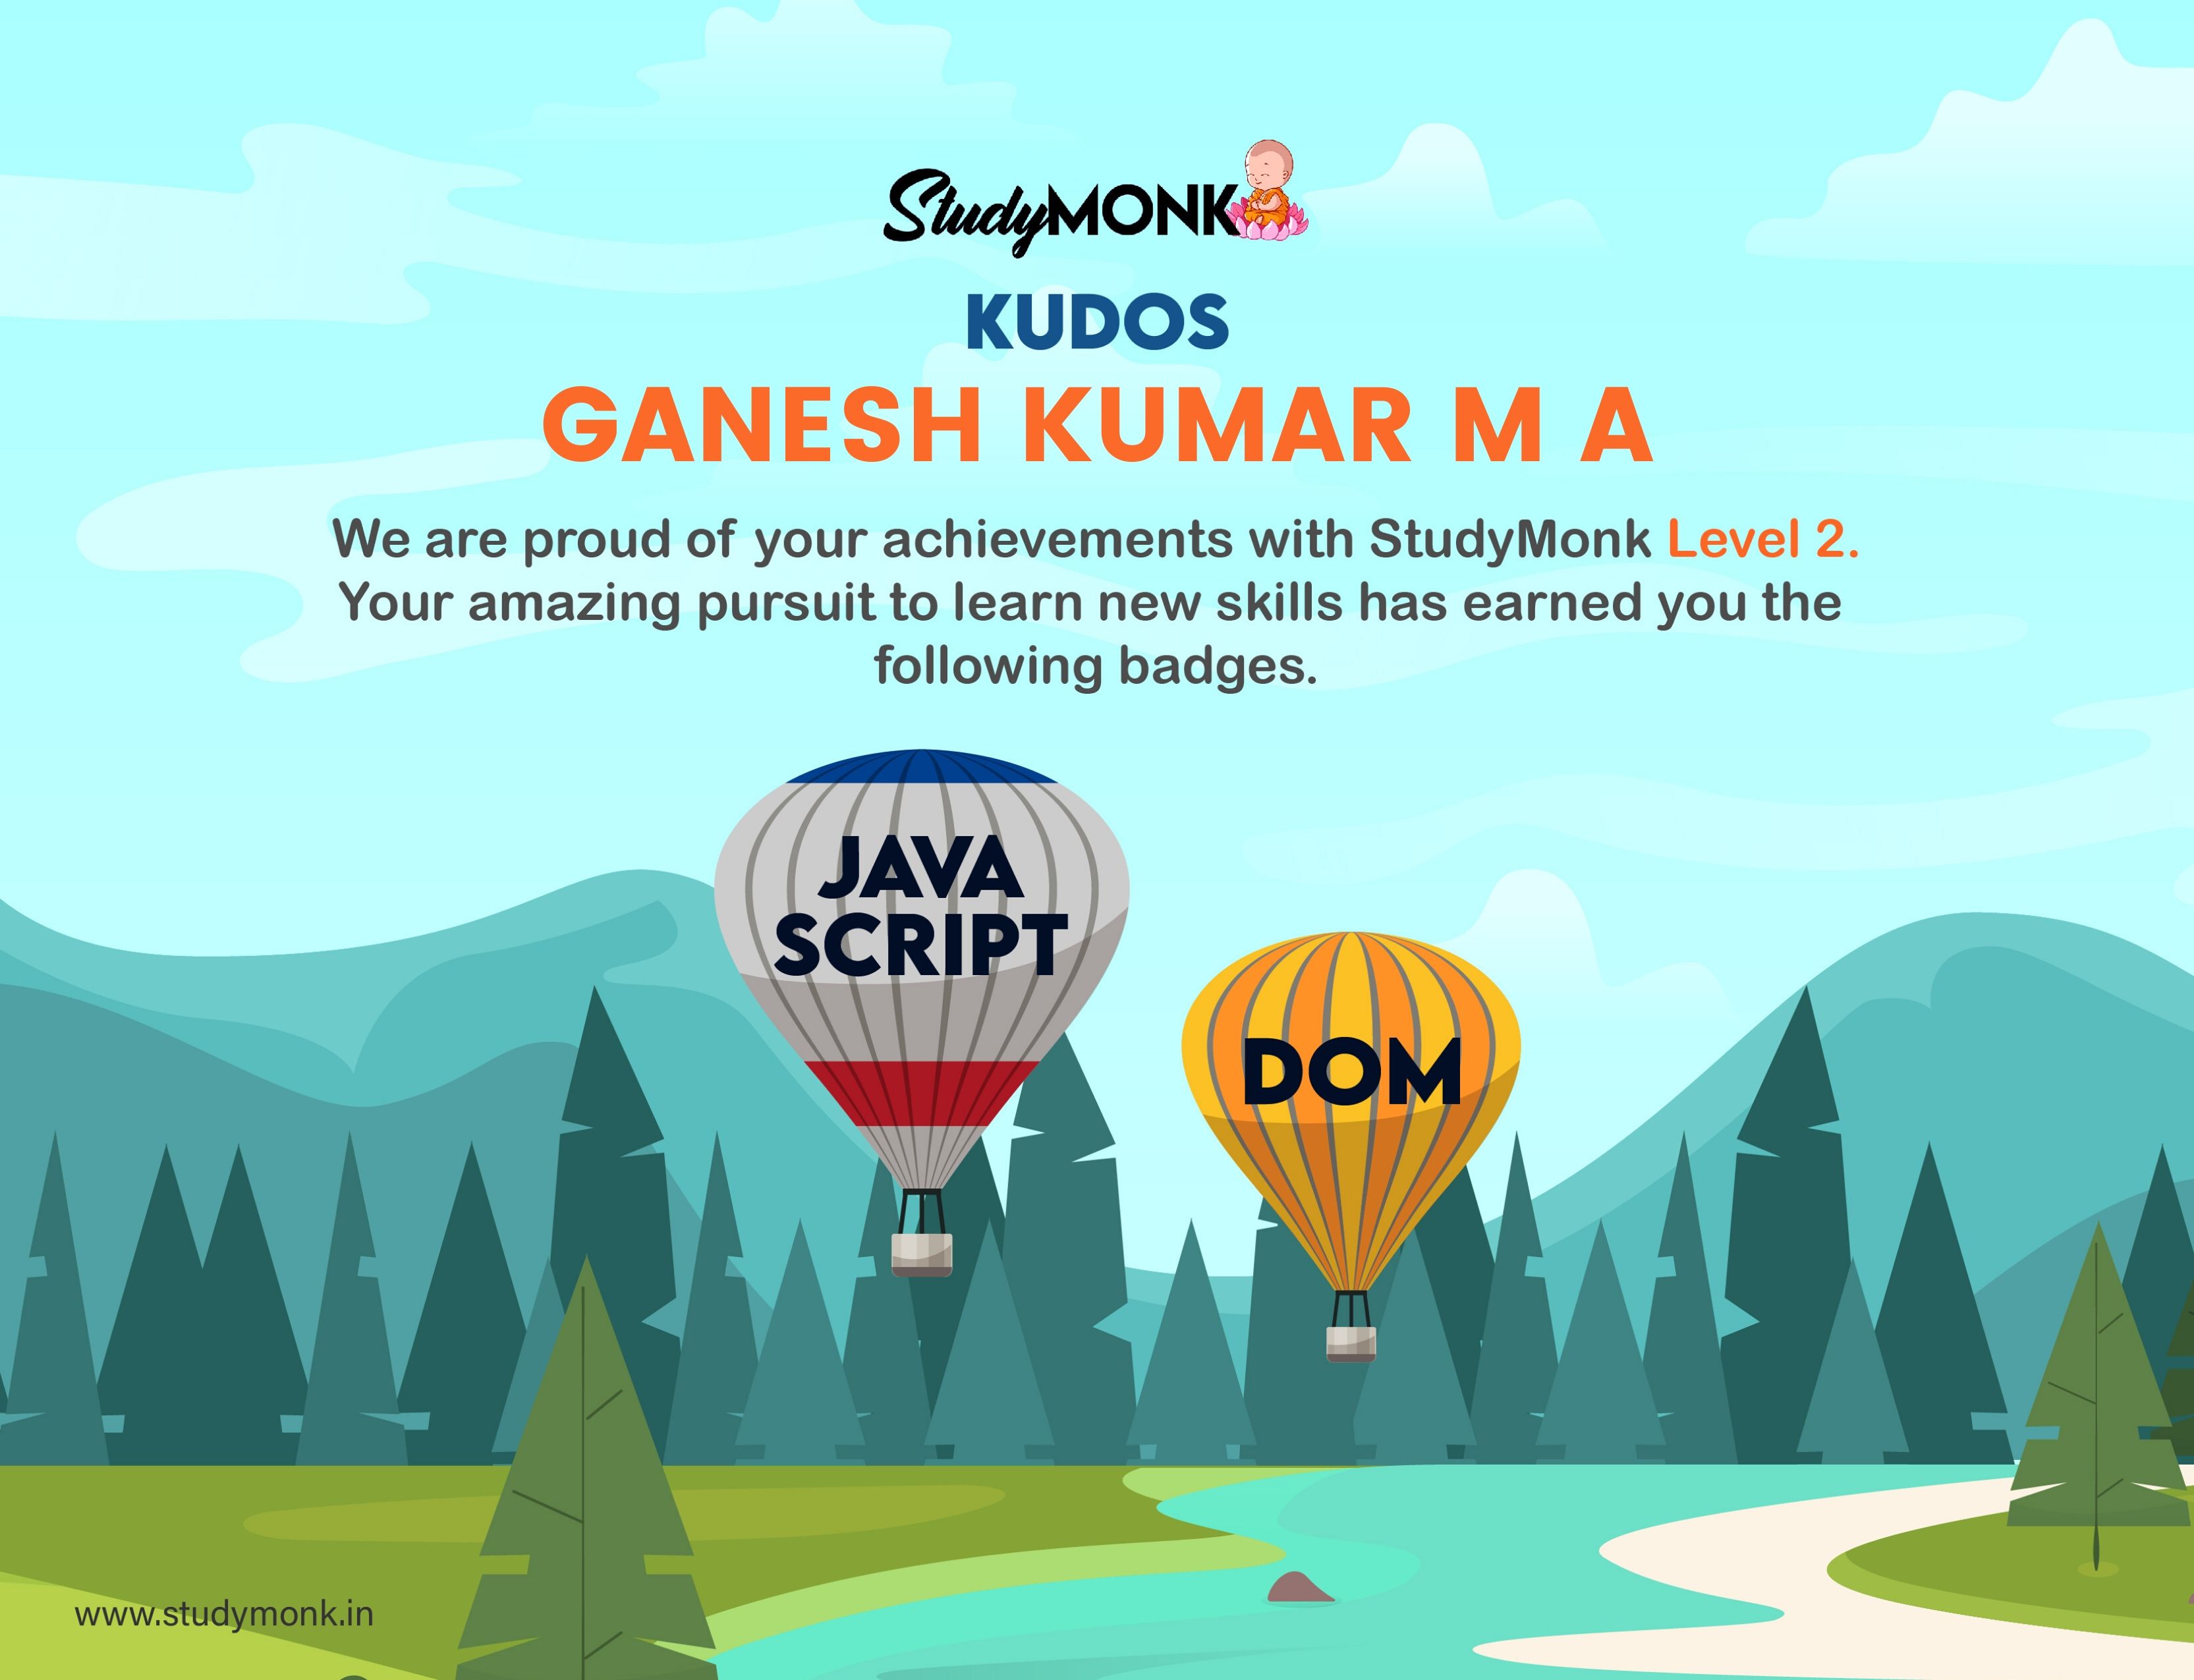 StudyMONK
KUDOS
GANESH KUMAR M A
We are proud of your achievements with StudyMonk Level 2.
Your amazing pursuit to learn new skills has earned you the
following badges.
JAVA
SCRIPT
DOM
www.studymonk.in